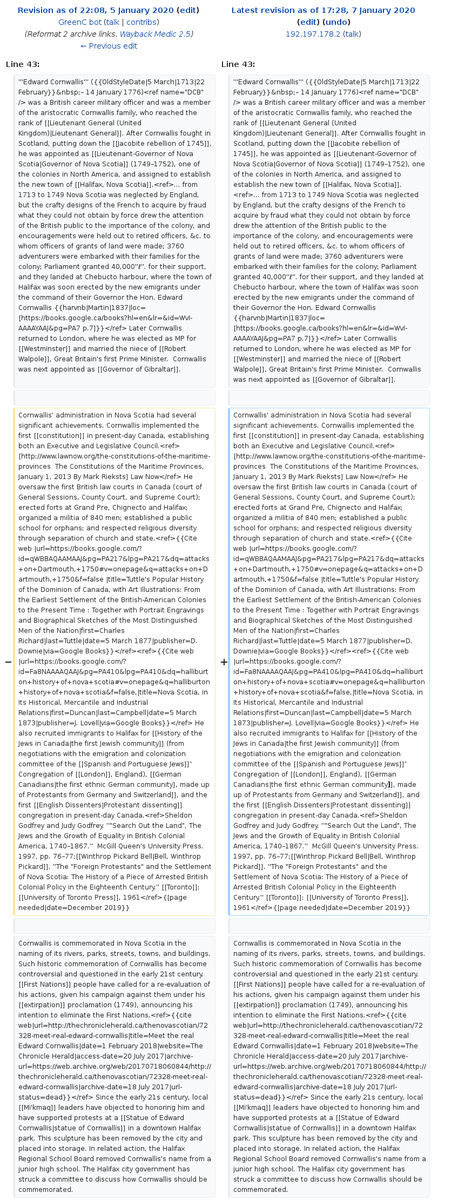 Revision as of 22:08, 5 January 2020 (edit)
GreenC bot (talk | contribs)
(Reformat 2 archive links. Wayback Medic 2.5)
← Previous edit
Line 43:
'''Edward Cornwallis''' ({{OldStyleDate|5 March|1713|22
February}}&nbsp;– 14 January 1776)<ref name="DCB"
/> was a British career military officer and was a member
of the aristocratic Cornwallis family, who reached the
rank of [[Lieutenant General (United
Kingdom)|Lieutenant General]]. After Cornwallis fought in
Scotland, putting down the [[Jacobite rebellion of 1745]],
he was appointed as [[Lieutenant-Governor of Nova
Scotia|Governor of Nova Scotia]] (1749–1752), one of
the colonies in North America, and assigned to establish
the new town of [[Halifax, Nova Scotia]].<ref>... from
1713 to 1749 Nova Scotia was neglected by England,
but the crafty designs of the French to acquire by fraud
what they could not obtain by force drew the attention
of the British public to the importance of the colony, and
encouragements were held out to retired officers, &c. to
whom officers of grants of land were made; 3760
adventurers were embarked with their families for the
colony; Parliament granted 40,000''l''. for their support,
and they landed at Chebucto harbour, where the town of
Halifax was soon erected by the new emigrants under
the command of their Governor the Hon. Edward
Cornwallis {{harvnb|Martin|1837|loc=
[https://books.google.ca/books?hl=en&lr=&id=WvI-
AAAAYAAJ&pg=PA7 p.7]}}</ref> Later Cornwallis
returned to London, where he was elected as MP for
[[Westminster]] and married the niece of [[Robert
Walpole]], Great Britain's first Prime Minister.  Cornwallis
was next appointed as [[Governor of Gibraltar]].
− Cornwallis' administration in Nova Scotia had several
significant achievements. Cornwallis implemented the
first [[constitution]] in present-day Canada, establishing
both an Executive and Legislative Council.<ref>
[http://www.lawnow.org/the-constitutions-of-the-maritime-
provinces  The Constitutions of the Maritime Provinces,
January 1, 2013 By Mark Rieksts] Law Now</ref> He
oversaw the first British law courts in Canada (court of
General Sessions, County Court, and Supreme Court);
erected forts at Grand Pre, Chignecto and Halifax;
organized a militia of 840 men; established a public
school for orphans; and respected religious diversity
through separation of church and state.<ref>{{Cite
web |url=https://books.google.com/?
id=qWBBAQAAMAAJ&pg=PA217&lpg=PA217&dq=attacks
+on+Dartmouth,+1750#v=onepage&q=attacks+on+D
artmouth,+1750&f=false |title=Tuttle's Popular History
of the Dominion of Canada, with Art Illustrations: From
the Earliest Settlement of the British-American Colonies
to the Present Time : Together with Portrait Engravings
and Biographical Sketches of the Most Distinguished
Men of the Nation|first=Charles
Richard|last=Tuttle|date=5 March 1877|publisher=D.
Downie|via=Google Books}}</ref><ref>{{Cite web
|url=https://books.google.com/?
id=Fa8NAAAAQAAJ&pg=PA410&lpg=PA410&dq=halliburt
on+history+of+nova+scotia#v=onepage&q=halliburton
+history+of+nova+scotia&f=false,|title=Nova Scotia, in
Its Historical, Mercantile and Industrial
Relations|first=Duncan|last=Campbell|date=5 March
1873|publisher=J. Lovell|via=Google Books}}</ref> He
also recruited immigrants to Halifax for [[History of the
Jews in Canada|the first Jewish community]] (from
negotiations with the emigration and colonization
committee of the [[Spanish and Portuguese Jews]]'
Congregation of [[London]], England), [[German
Canadians|the first ethnic German community], made up
of Protestants from Germany and Switzerland]], and the
first [[English Dissenters|Protestant dissenting]]
congregation in present-day Canada.<ref>Sheldon
Godfrey and Judy Godfrey. '''Search Out the Land", The
Jews and the Growth of Equality in British Colonial
America, 1740–1867.''  McGill Queen's University Press.
1997, pp. 76–77;[[Winthrop Pickard Bell|Bell, Winthrop
Pickard]]. ''The "Foreign Protestants" and the Settlement
of Nova Scotia: The History of a Piece of Arrested British
Colonial Policy in the Eighteenth Century.'' [[Toronto]]:
[[University of Toronto Press]], 1961</ref>{{page
needed|date=December 2019}}
Cornwallis is commemorated in Nova Scotia in the
naming of its rivers, parks, streets, towns, and buildings.
Such historic commemoration of Cornwallis has become
controversial and questioned in the early 21st century.
[[First Nations]] people have called for a re-evaluation of
his actions, given his campaign against them under his
[[extirpation]] proclamation (1749), announcing his
intention to eliminate the First Nations.<ref>{{cite
web|url=http://thechronicleherald.ca/thenovascotian/72
328-meet-real-edward-cornwallis|title=Meet the real
Edward Cornwallis|date=1 February 2018|website=The
Chronicle Herald|access-date=20 July 2017|archive-
url=https://web.archive.org/web/20170718060844/http://
thechronicleherald.ca/thenovascotian/72328-meet-real-
edward-cornwallis|archive-date=18 July 2017|url-
status=dead}}</ref> Since the early 21st century, local
[[Mi'kmaq]] leaders have objected to honoring him and
have supported protests at a [[Statue of Edward
Cornwallis|statue of Cornwallis]] in a downtown Halifax
park. This sculpture has been removed by the city and
placed into storage. In related action, the Halifax
Regional School Board removed Cornwallis's name from a
junior high school. The Halifax city government has
struck a committee to discuss how Cornwallis should be
commemorated.
Latest revision as of 17:28, 7 January 2020
(edit) (undo)
192.197.178.2 (talk)
Line 43:
'''Edward Cornwallis''' ({{OldStyleDate|5 March|1713|22
February}}&nbsp;– 14 January 1776)<ref name="DCB"
/> was a British career military officer and was a member
of the aristocratic Cornwallis family, who reached the
rank of [[Lieutenant General (United
Kingdom)|Lieutenant General]]. After Cornwallis fought
in Scotland, putting down the [[Jacobite rebellion of
1745]], he was appointed as [[Lieutenant-Governor of
Nova Scotia|Governor of Nova Scotia]] (1749–1752), one
of the colonies in North America, and assigned to
establish the new town of [[Halifax, Nova Scotia]].
<ref>... from 1713 to 1749 Nova Scotia was neglected by
England, but the crafty designs of the French to acquire
by fraud what they could not obtain by force drew the
attention of the British public to the importance of the
colony, and encouragements were held out to retired
officers, &c. to whom officers of grants of land were
made; 3760 adventurers were embarked with their
families for the colony; Parliament granted 40,000''l''.
for their support, and they landed at Chebucto harbour,
where the town of Halifax was soon erected by the new
emigrants under the command of their Governor the
Hon. Edward Cornwallis {{harvnb|Martin|1837|loc=
[https://books.google.ca/books?hl=en&lr=&id=WvI-
AAAAYAAJ&pg=PA7 p.7]}}</ref> Later Cornwallis
returned to London, where he was elected as MP for
[[Westminster]] and married the niece of [[Robert
Walpole]], Great Britain's first Prime Minister.  Cornwallis
was next appointed as [[Governor of Gibraltar]].
+ Cornwallis' administration in Nova Scotia had several
significant achievements. Cornwallis implemented the
first [[constitution]] in present-day Canada, establishing
both an Executive and Legislative Council.<ref>
[http://www.lawnow.org/the-constitutions-of-the-maritime-
provinces  The Constitutions of the Maritime Provinces,
January 1, 2013 By Mark Rieksts] Law Now</ref> He
oversaw the first British law courts in Canada (court of
General Sessions, County Court, and Supreme Court);
erected forts at Grand Pre, Chignecto and Halifax;
organized a militia of 840 men; established a public
school for orphans; and respected religious diversity
through separation of church and state.<ref>{{Cite
web |url=https://books.google.com/?
id=qWBBAQAAMAAJ&pg=PA217&lpg=PA217&dq=attacks
+on+Dartmouth,+1750#v=onepage&q=attacks+on+D
artmouth,+1750&f=false |title=Tuttle's Popular History
of the Dominion of Canada, with Art Illustrations: From
the Earliest Settlement of the British-American Colonies
to the Present Time : Together with Portrait Engravings
and Biographical Sketches of the Most Distinguished
Men of the Nation|first=Charles
Richard|last=Tuttle|date=5 March 1877|publisher=D.
Downie|via=Google Books}}</ref><ref>{{Cite web
|url=https://books.google.com/?
id=Fa8NAAAAQAAJ&pg=PA410&lpg=PA410&dq=halliburt
on+history+of+nova+scotia#v=onepage&q=halliburton
+history+of+nova+scotia&f=false,|title=Nova Scotia, in
Its Historical, Mercantile and Industrial
Relations|first=Duncan|last=Campbell|date=5 March
1873|publisher=J. Lovell|via=Google Books}}</ref> He
also recruited immigrants to Halifax for [[History of the
Jews in Canada|the first Jewish community]] (from
negotiations with the emigration and colonization
committee of the [[Spanish and Portuguese Jews]]'
Congregation of [[London]], England), [[German
Canadians|the first ethnic German community]], made
up of Protestants from Germany and Switzerland]], and
the first [[English Dissenters|Protestant dissenting]]
congregation in present-day Canada.<ref>Sheldon
Godfrey and Judy Godfrey. '''Search Out the Land", The
Jews and the Growth of Equality in British Colonial
America, 1740–1867.''  McGill Queen's University Press.
1997, pp. 76–77;[[Winthrop Pickard Bell|Bell, Winthrop
Pickard]]. ''The "Foreign Protestants" and the
Settlement of Nova Scotia: The History of a Piece of
Arrested British Colonial Policy in the Eighteenth
Century.'' [[Toronto]]: [[University of Toronto Press]],
1961</ref>{{page needed|date=December 2019}}
Cornwallis is commemorated in Nova Scotia in the
naming of its rivers, parks, streets, towns, and buildings.
Such historic commemoration of Cornwallis has become
controversial and questioned in the early 21st century.
[[First Nations]] people have called for a re-evaluation of
his actions, given his campaign against them under his
[[extirpation]] proclamation (1749), announcing his
intention to eliminate the First Nations.<ref>{{cite
web|url=http://thechronicleherald.ca/thenovascotian/72
328-meet-real-edward-cornwallis|title=Meet the real
Edward Cornwallis|date=1 February 2018|website=The
Chronicle Herald|access-date=20 July 2017|archive-
url=https://web.archive.org/web/20170718060844/http://
thechronicleherald.ca/thenovascotian/72328-meet-real-
edward-cornwallis|archive-date=18 July 2017|url-
status=dead}}</ref> Since the early 21st century, local
[[Mi'kmaq]] leaders have objected to honoring him and
have supported protests at a [[Statue of Edward
Cornwallis|statue of Cornwallis]] in a downtown Halifax
park. This sculpture has been removed by the city and
placed into storage. In related action, the Halifax
Regional School Board removed Cornwallis's name from a
junior high school. The Halifax city government has
struck a committee to discuss how Cornwallis should be
commemorated.